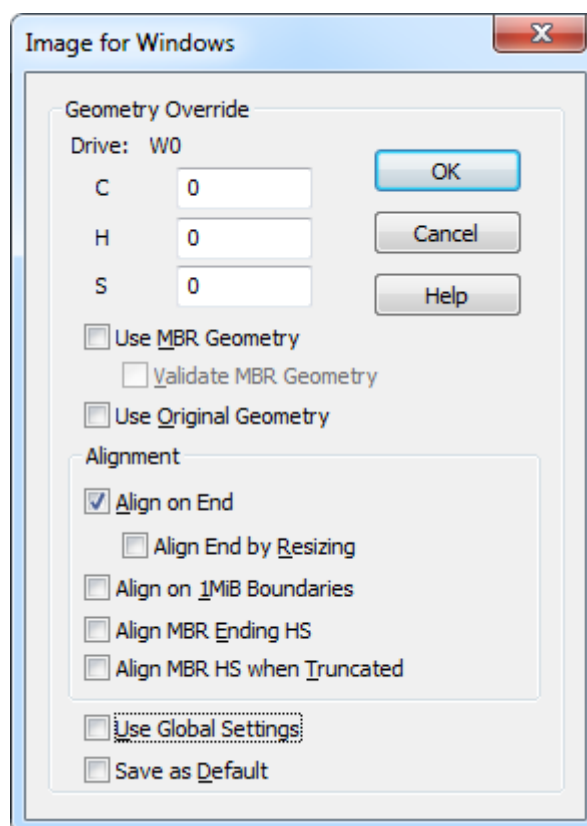 Image for Windows
Geometry Override
Drive: W0
C 0
OK
H 0
Cancel
S 0
Help
Use MBR Geometry
Validate MBR Geometry
Use Original Geometry
Alignment
Align on End
Align End by Resizing
Align on 1MiB Boundaries
Align MBR Ending HS
Align MBR HS when Truncated
Use Global Settings
Save as Default